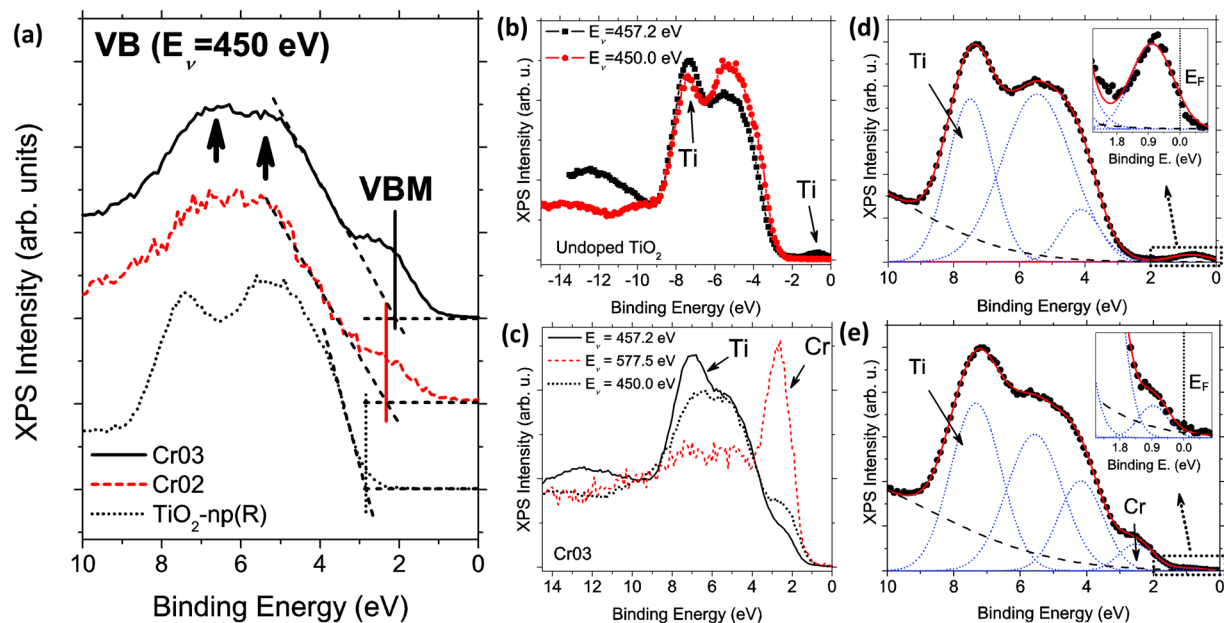 (a)
VB (Eν=450 eV)
VBM
Cr03
Cr02
TiO2-np(R)
XPS Intensity (arb. units)
10 8 6 4 2 0
Binding Energy (eV)
(b)
Eν=457.2 eV
Eν=450.0 eV
Ti
Ti
Undoped TiO2
XPS Intensity (arb. u.)
-14 -12 -10 -8 -6 -4 -2 0
Binding Energy (eV)
(c)
Eν = 457.2 eV
Eν = 577.5 eV
Eν = 450.0 eV
Ti
Cr
Cr03
XPS Intensity (arb. u.)
14 12 10 8 6 4 2 0
Binding Energy (eV)
(d)
Ti
EF
1.8 0.9 0.0
Binding E. (eV)
XPS Intensity (arb. u.)
10 8 6 4 2 0
Binding Energy (eV)
(e)
Ti
EF
1.8 0.9 0.0
Binding E. (eV)
Cr
XPS Intensity (arb. u.)
10 8 6 4 2 0
Binding Energy (eV)